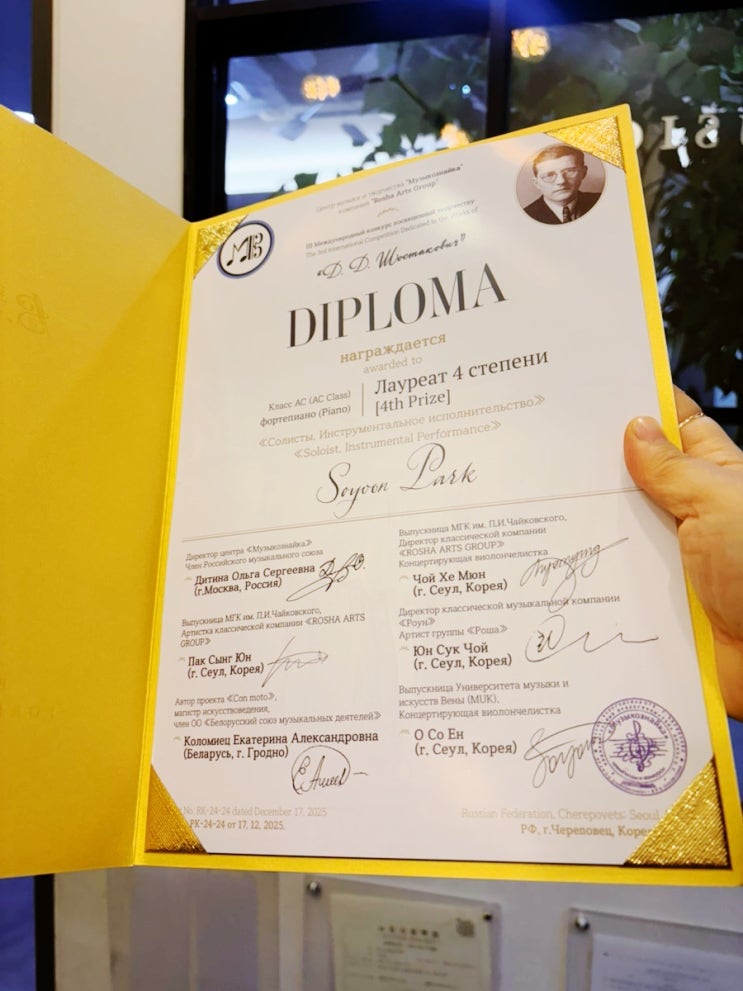 Центр музыки и творчества "Музыкознайка"
компания "Rosha Arts Group"
III Международный конкурс посвященный творчеству
The 3rd International Competition Dedicated to the Works of
"Д. Д. Шостакович"
DIPLOMA
награждается
awarded to
Класс АС (AC Class)
фортепиано (Piano)
Лауреат 4 степени
[4th Prize]
《Солисты. Инструментальное исполнительство》
《Soloist. Instrumental Performance》
Soyoon Park
Директор центра «Музыкознайка»
Член Российского музыкального союза
Дитина Ольга Сергеевна
(г.Москва, Россия)
Выпускница МГК им. П.И.Чайковского,
Артистка классической компании «ROSHA ARTS
GROUP»
Пак Сынг Юн
(г. Сеул, Корея)
Автор проекта «Con moto»,
магистр искусствоведения,
член ОО «Белорусский союз музыкальных деятелей»
Коломиец Екатерина Александровна
(Беларусь, г. Гродно)
Выпускница МГК им. П.И.Чайковского,
Директор классической компании
«ROSHA ARTS GROUP»
Концертирующая виолончелистка
Чой Хе Мюн
(г. Сеул, Корея)
Директор классической музыкальной компании
«Роун»
Артист группы «Роша»
Юн Сук Чой
(г. Сеул, Корея)
Выпускница Университета музыки и
искусств Вены (MUK).
Концертирующая виолончелистка
О Со Ен
(г. Сеул, Корея)
Музыкознайка
No. RK-24-24 dated December 17, 2025
РК-24-24 от 17. 12. 2025.
Russian Federation, Cherepovets: Seoul,
РФ, г.Череповец, Корея